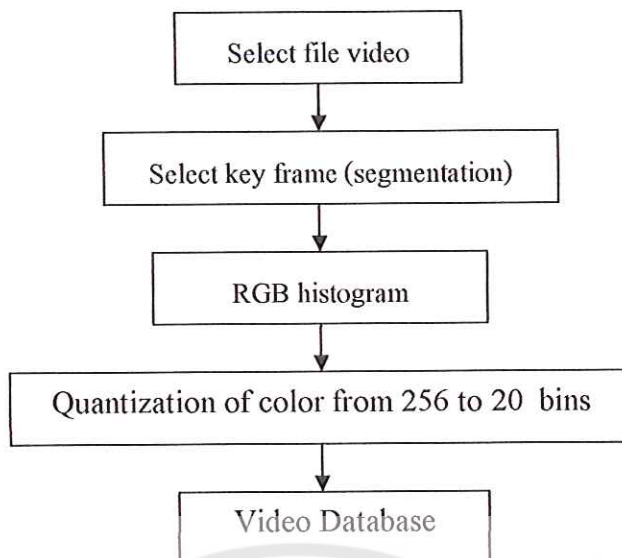 Select file video
Select key frame (segmentation)
RGB histogram
Quantization of color from 256 to 20 bins
Video Database